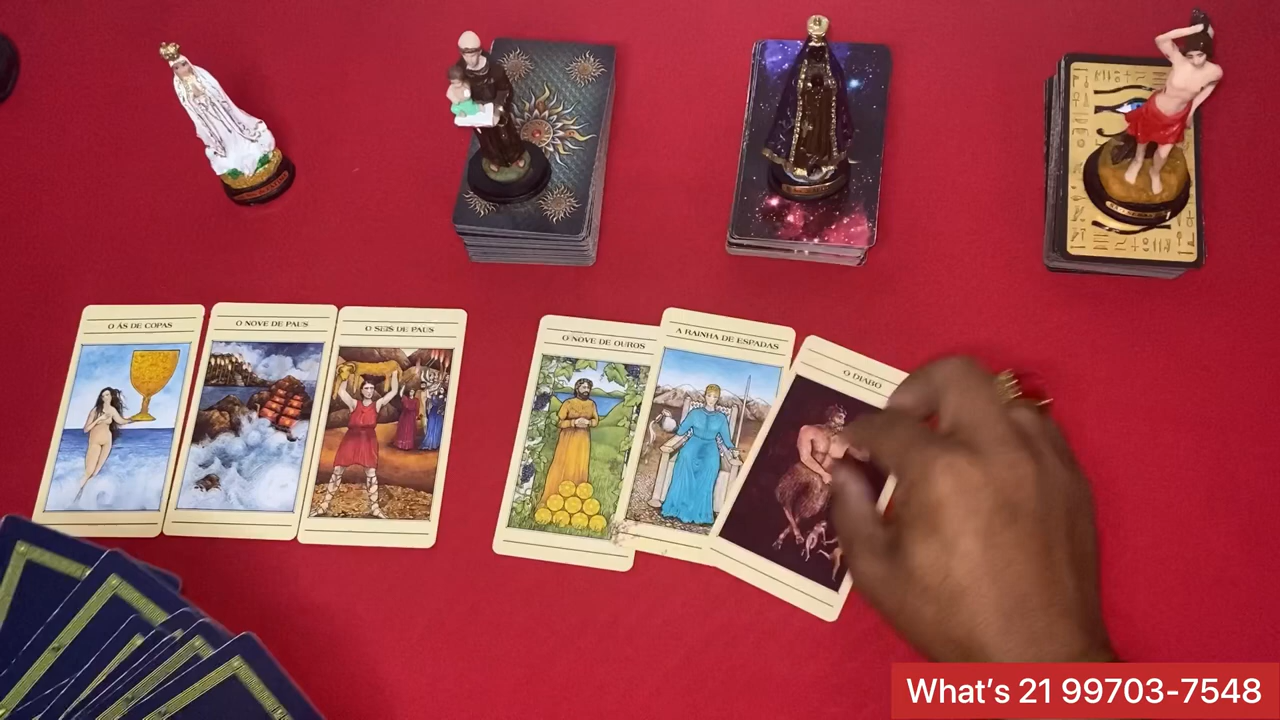 O ÁS DE COPAS
O NOVE DE PAUS
O SEIS DE PAUS
O NOVE DE OUROS
A RAINHA DE ESPADAS
O DIABO
What's 21 99703-7548